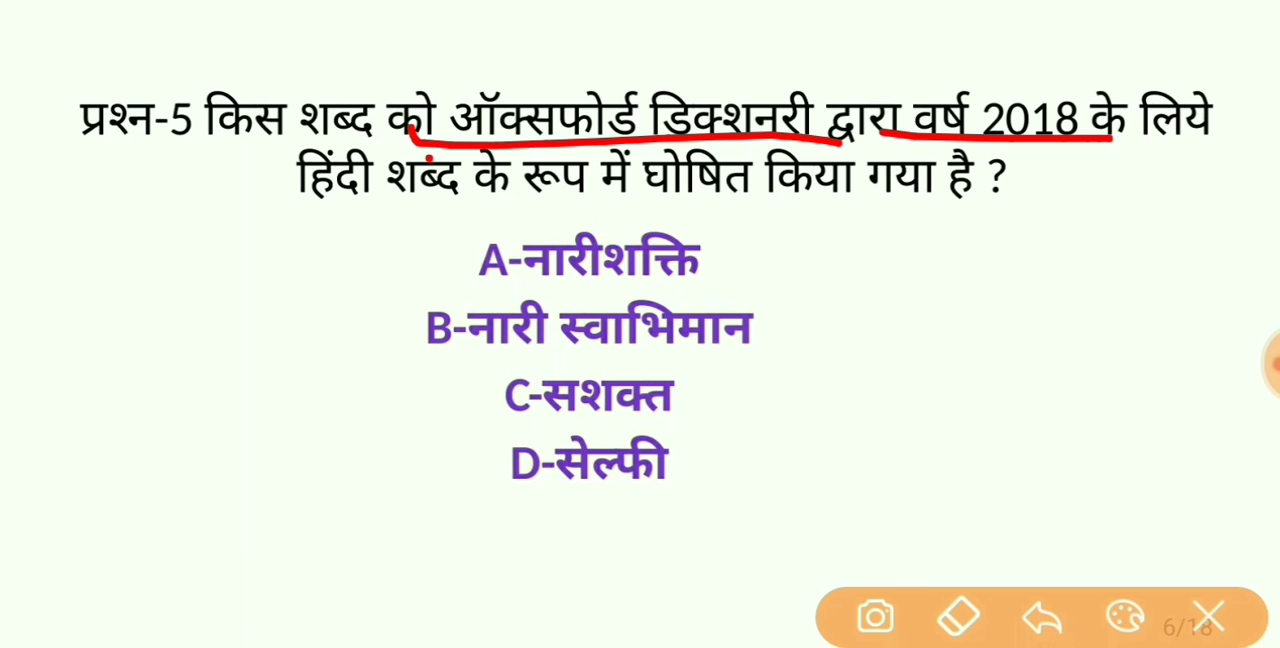 प्रश्न-5 किस शब्द को ऑक्सफोर्ड डिक्शनरी द्वारा वर्ष 2018 के लिये
हिंदी शब्द के रूप में घोषित किया गया है ?
A-नारीशक्ति
B-नारी स्वाभिमान
C-सशक्त
D-सेल्फी
6/18